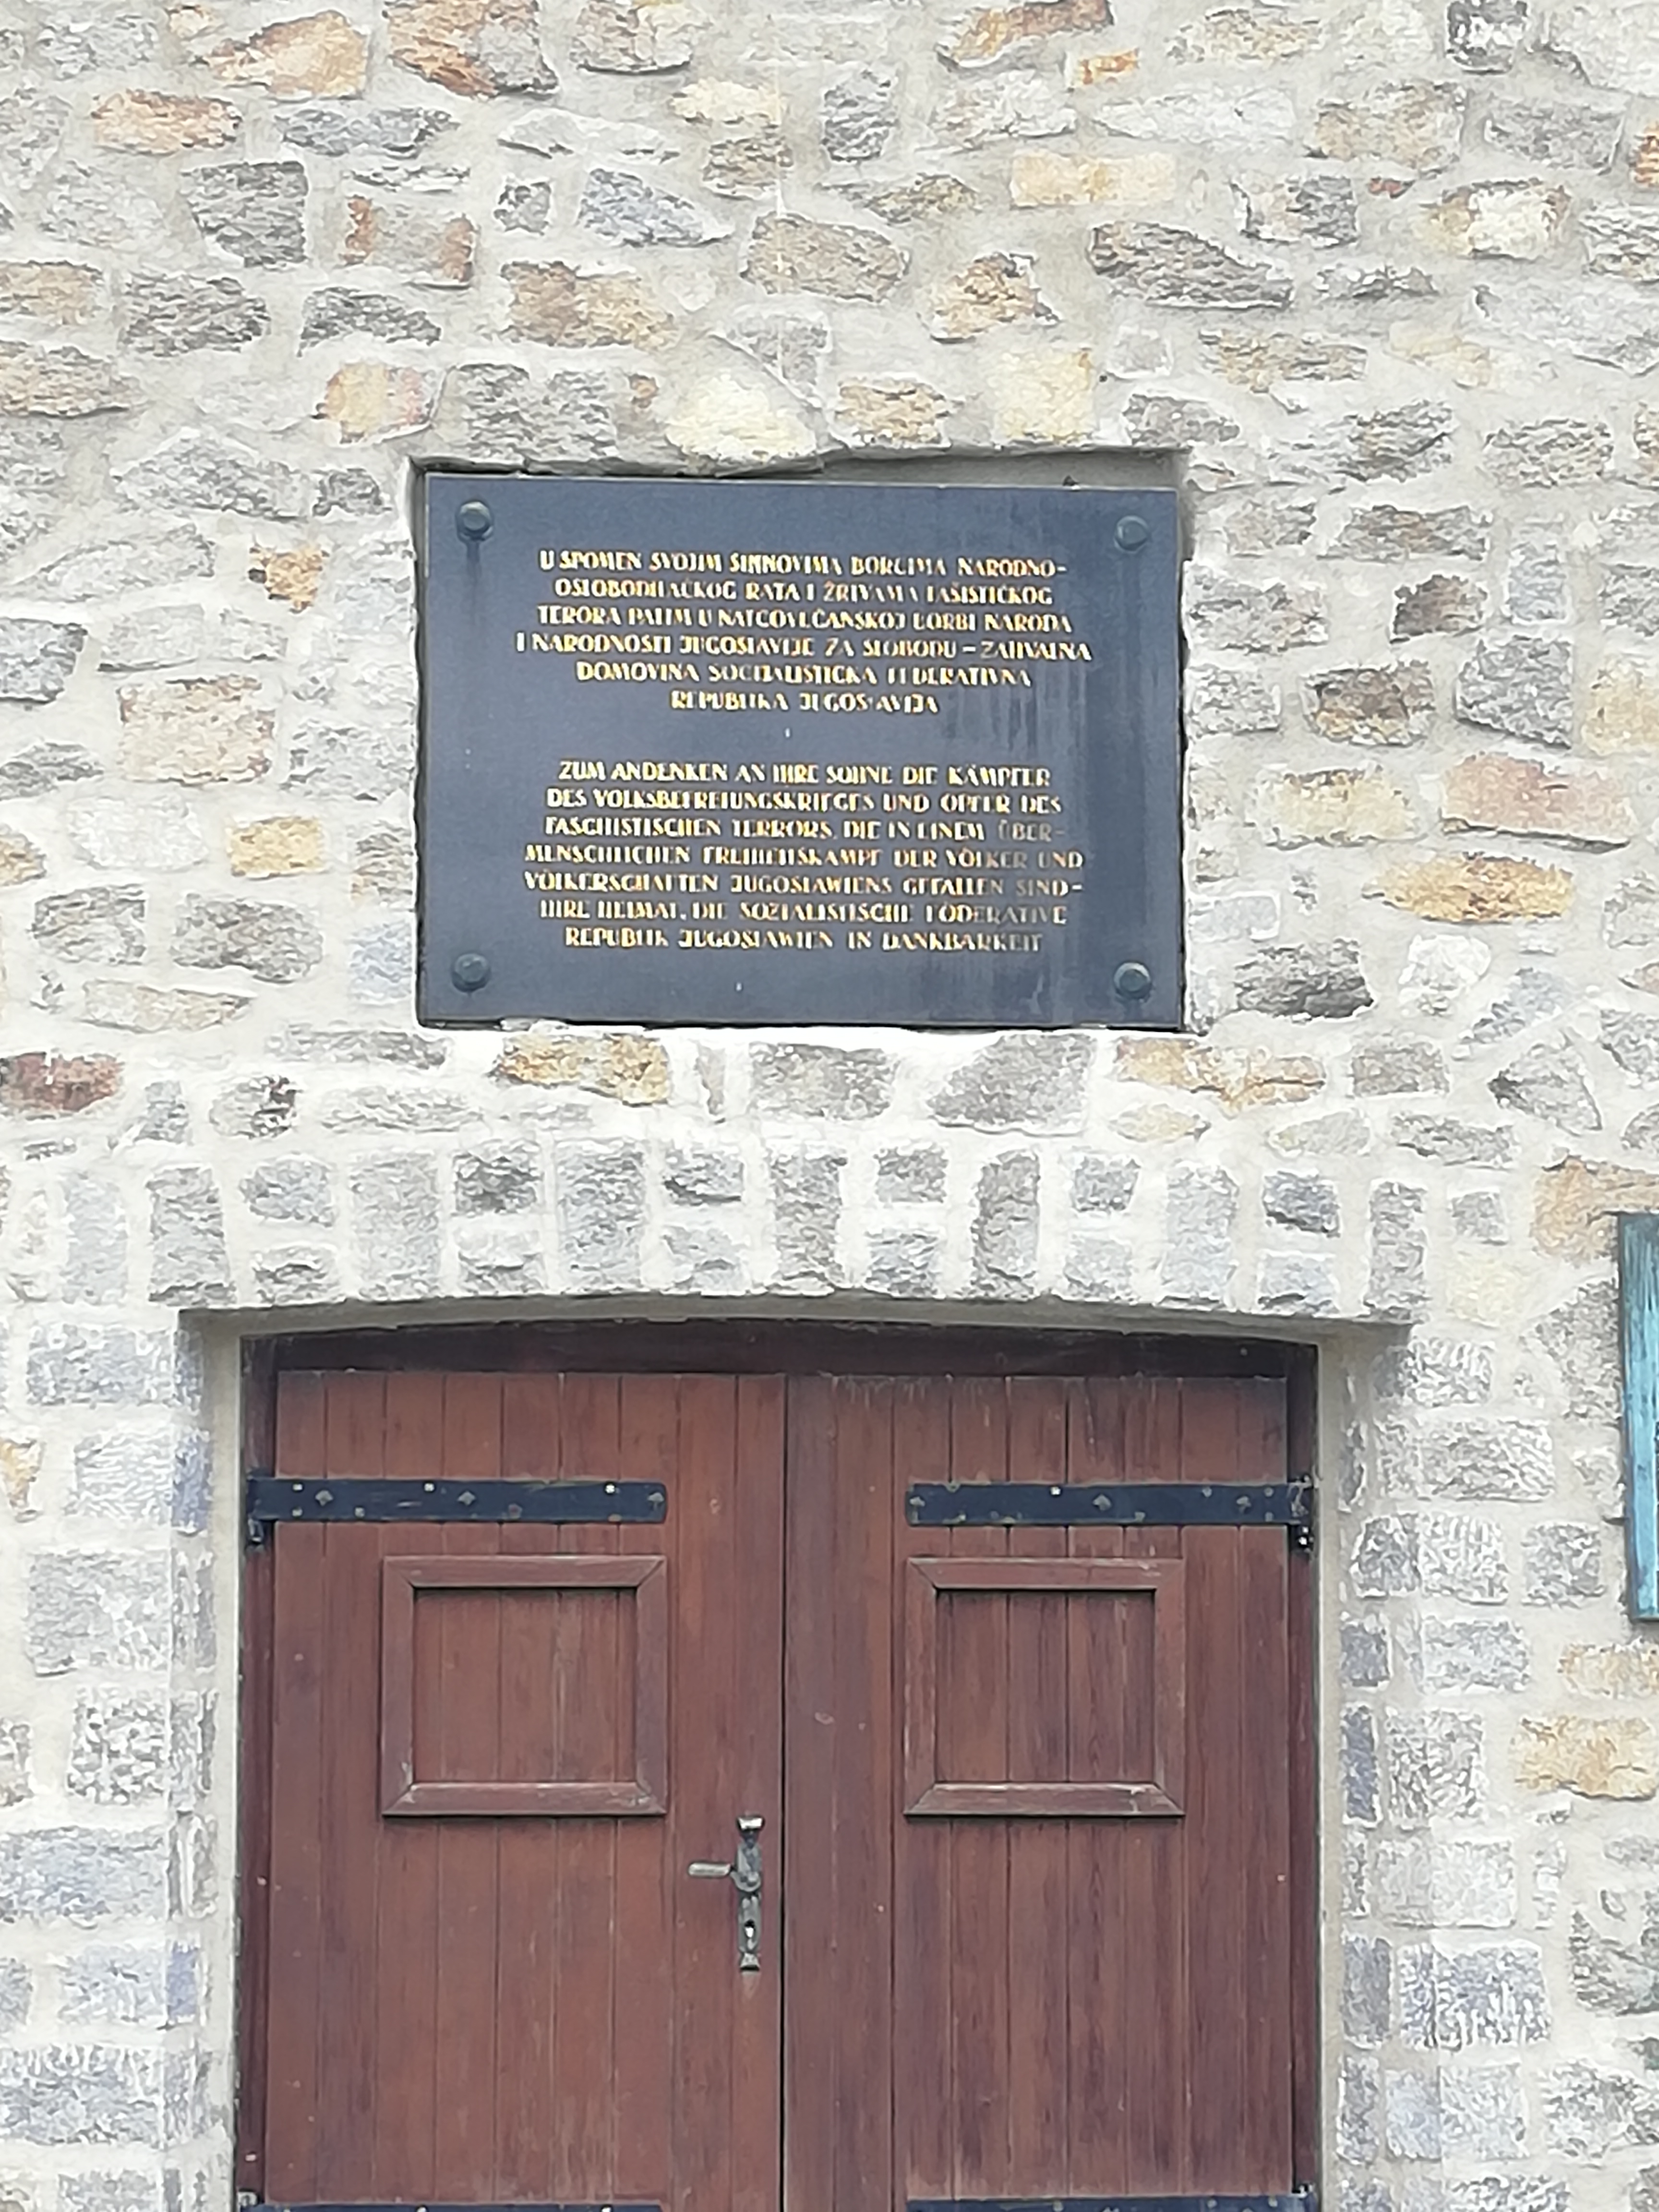 U SPOMEN SVOJIM SINNOVIMA BORCIMA NARODNO-
OSLOBODILAČKOG RATA I ŽRTVAMA FAŠISTIČKOG
TERORA PALIM U NATČOVEČANSKOJ BORBI NARODA
I NARODNOSTI JUGOSLAVIJE ZA SLOBODU – ZAHVALNA
DOMOVINA SOCIJALISTIČKA FEDERATIVNA
REPUBLIKA JUGOSLAVIJA
ZUM ANDENKEN AN IHRE SÖHNE DIE KÄMPFER
DES VOLKSBEFREIUNGSKRIEGES UND OPFER DES
FASCHISTISCHEN TERRORS, DIE IN EINEM ÜBER-
MENSCHLICHEN FREIHEITSKAMPF DER VÖLKER UND
VÖLKERSCHAFTEN JUGOSLAWIENS GEFALLEN SIND-
IHRE HEIMAT, DIE SOZIALISTISCHE FÖDERATIVE
REPUBLIK JUGOSLAWIEN IN DANKBARKEIT